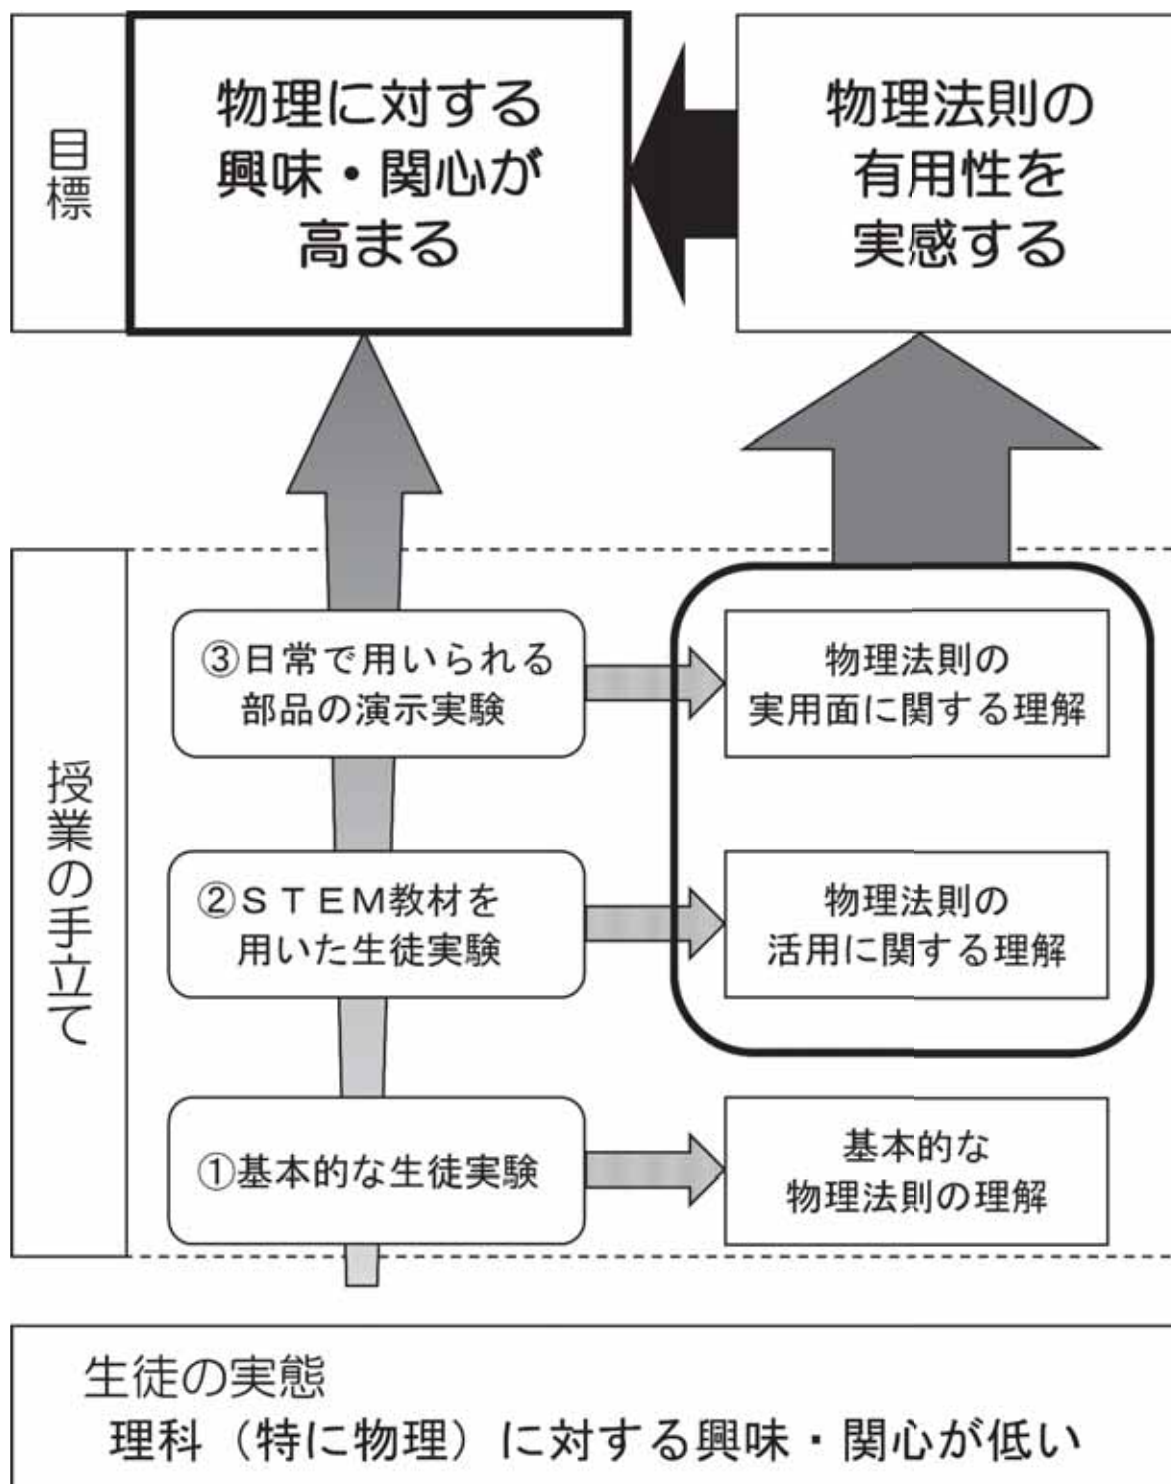 目標
物理に対する
興味・関心が
高まる
物理法則の
有用性を
実感する
授業の手立て
③日常で用いられる
部品の演示実験
物理法則の
実用面に関する理解
②ＳＴＥＭ教材を
用いた生徒実験
物理法則の
活用に関する理解
①基本的な生徒実験
基本的な
物理法則の理解
生徒の実態
理科（特に物理）に対する興味・関心が低い